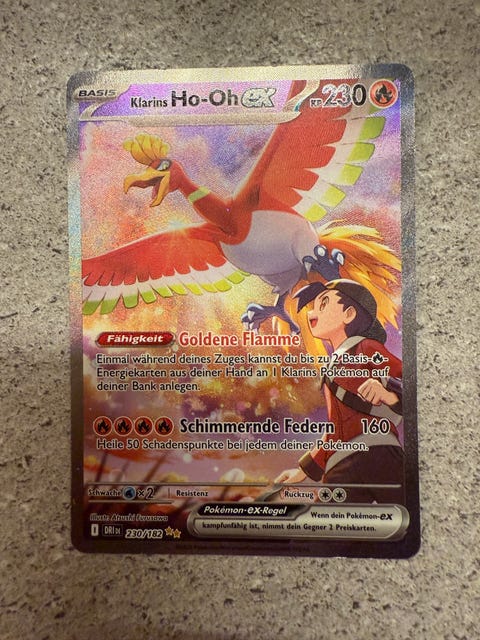 BASIS
Klarins Ho-Oh ex KP 230
Fähigkeit Goldene Flamme
Einmal während deines Zuges kannst du bis zu 2 Basis-
Energiekarten aus deiner Hand an 1 Klarins Pokémon auf
deiner Bank anlegen.
Schimmernde Federn 160
Heile 50 Schadenspunkte bei jedem deiner Pokémon.
Schwäche ×2 Resistenz Rückzug
Illustr. Atsushi Furusawa
I DRI DE 230/182
Pokémon-ex-Regel Wenn dein Pokémon-ex
kampfunfähig ist, nimmt dein Gegner 2 Preiskarten.